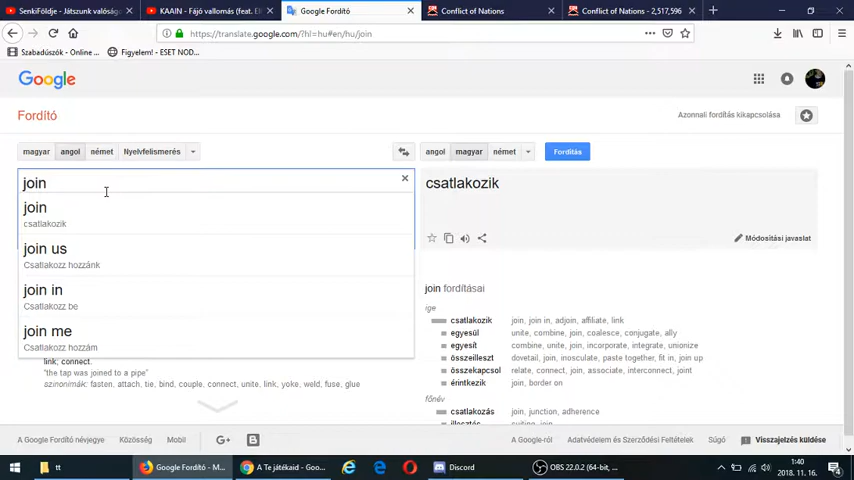 SenkiFöldje - Játszunk valóság
KAAIN - Fájó vallomás (feat. E
Google Fordító
Conflict of Nations
Conflict of Nations - 2,517,596
https://translate.google.com/?hl=hu#en/hu/join
Szabadúszók - Online ...
Figyelem! - ESET NOD...
Google
Fordító
Azonnali fordítás kikapcsolása
magyar
angol
német
Nyelvfelismerés
angol
magyar
német
Fordítás
join
csatlakozik
join
csatlakozik
join us
Csatlakozz hozzánk
join in
Csatlakozz be
join me
Csatlakozz hozzám
Módosítási javaslat
join fordításai
ige
csatlakozik join, join in, adjoin, affiliate, link
egyesül unite, combine, join, coalesce, conjugate, ally
egyesít join, unite, combine, incorporate, integrate, unionize
összeilleszt dovetail, join, inosculate, paste together, fit in, join up
összekapcsol relate, connect, join, associate, interconnect, joint
érintkezik join, border on
főnév
csatlakozás join, junction, adherence
link; connect.
"the tap was joined to a pipe"
szinonimák: fasten, attach, tie, bind, couple, connect, unite, link, yoke, weld, fuse, glue
A Google Fordító névjegye
Közösség
Mobil
G+
B
A Google-ról
Adatvédelem és Szerződési Feltételek
Súgó
Visszajelzés küldése
tt
Google Fordító - M...
A Te játékaid - Goo...
Discord
OBS 22.0.2 (64-bit, ...
1:40
2018. 11. 16.
4